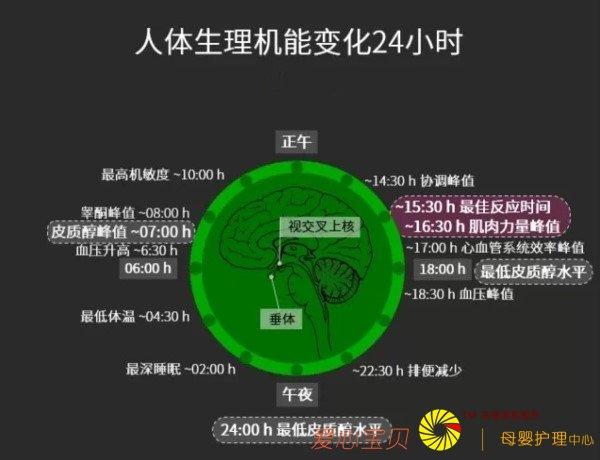 人体生理机能变化24小时
正午
最高机敏度 ~10:00 h
~14:30 h 协调峰值
睾酮峰值 ~08:00 h
~15:30 h 最佳反应时间
皮质醇峰值 ~07:00 h
~16:30 h 肌肉力量峰值
视交叉上核
血压升高 ~6:30 h
~17:00 h 心血管系统效率峰值
06:00 h
18:00 h
最低皮质醇水平
~18:30 h 血压峰值
最低体温 ~04:30 h
垂体
最深睡眠 ~02:00 h
~22:30 h 排便减少
午夜
24:00 h 最低皮质醇水平
爱心宝贝
母婴护理中心